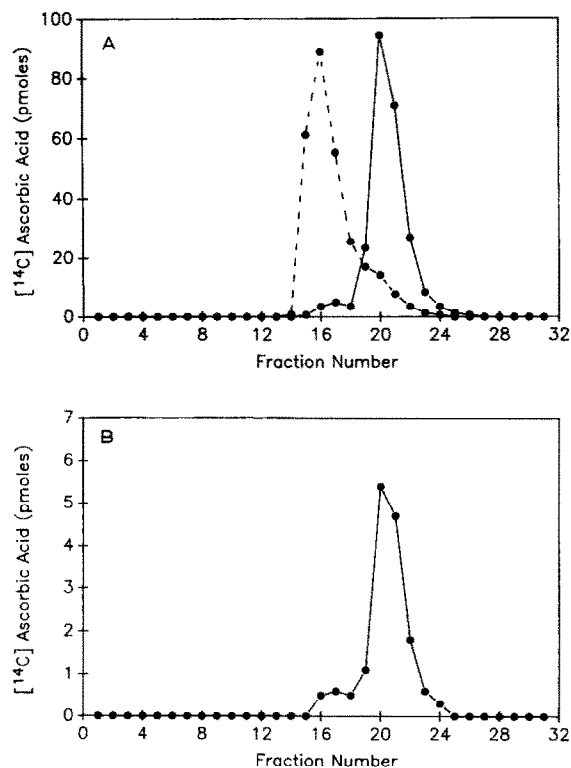 A
100
80
60
40
20
0
[¹⁴C] Ascorbic Acid (pmoles)
0 4 8 12 16 20 24 28 32
Fraction Number
B
7
6
5
4
3
2
1
0
[¹⁴C] Ascorbic Acid (pmoles)
0 4 8 12 16 20 24 28 32
Fraction Number